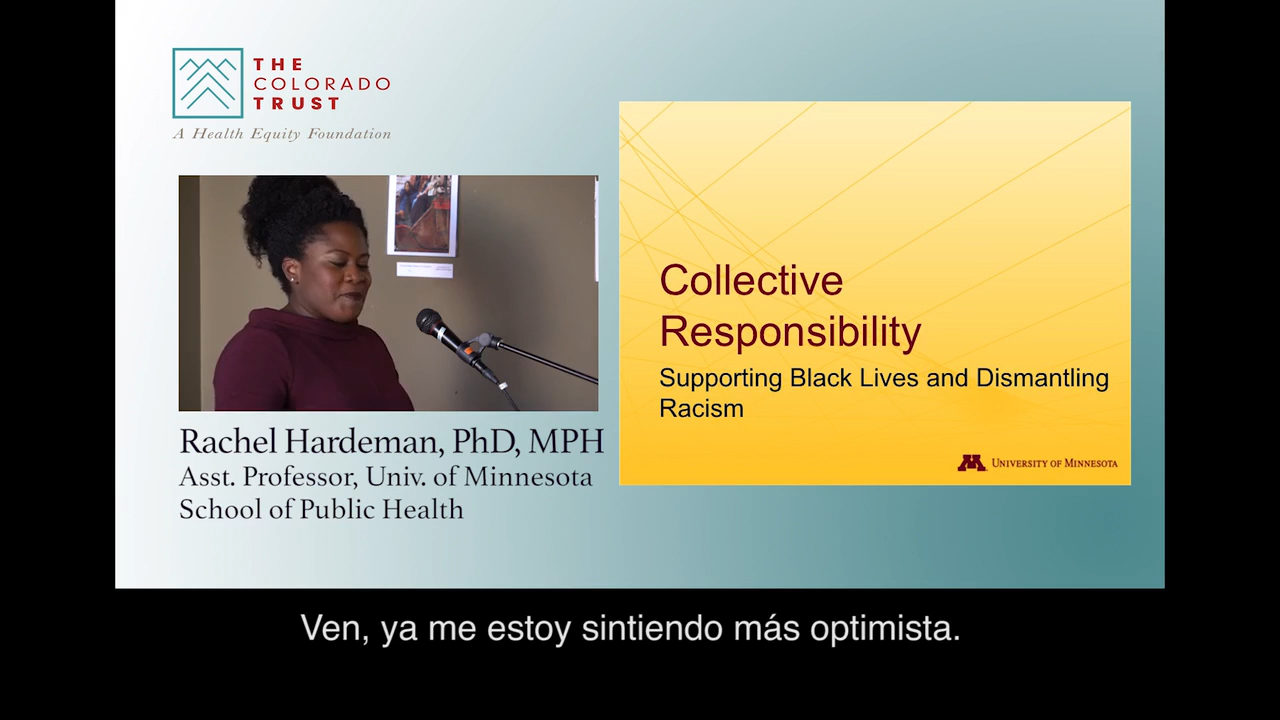 THE
COLORADO
TRUST
A Health Equity Foundation
Rachel Hardeman, PhD, MPH
Asst. Professor, Univ. of Minnesota
School of Public Health
Collective
Responsibility
Supporting Black Lives and Dismantling
Racism
UNIVERSITY OF MINNESOTA
Ven, ya me estoy sintiendo más optimista.